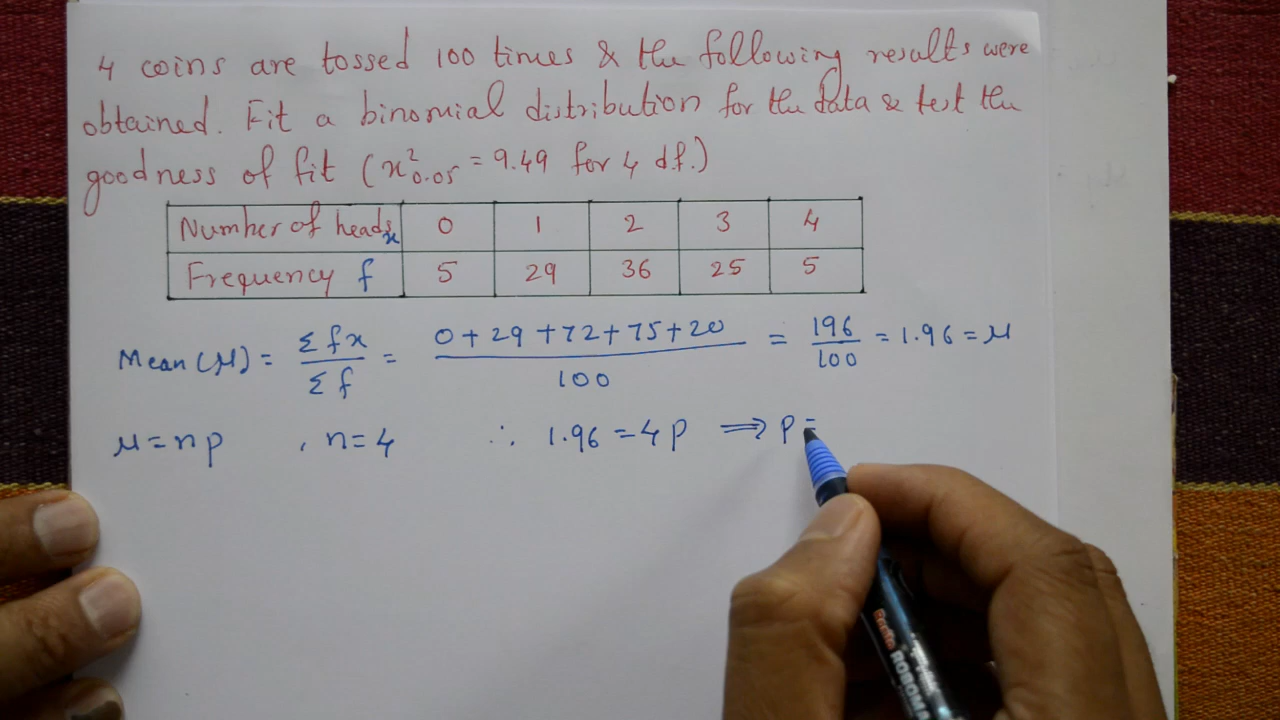 4 coins are tossed 100 times & the following results were
obtained. Fit a binomial distribution for the data & test the
goodness of fit (x²0.05 = 9.49 for 4 d.f.)
Number of heads x 0 1 2 3 4
Frequency f 5 29 36 25 5
Mean (μ) = Σfx / Σf = 0+29+72+75+20 / 100 = 196 / 100 = 1.96 = μ
μ = np , n = 4 ∴ 1.96 = 4p ⟹ p =